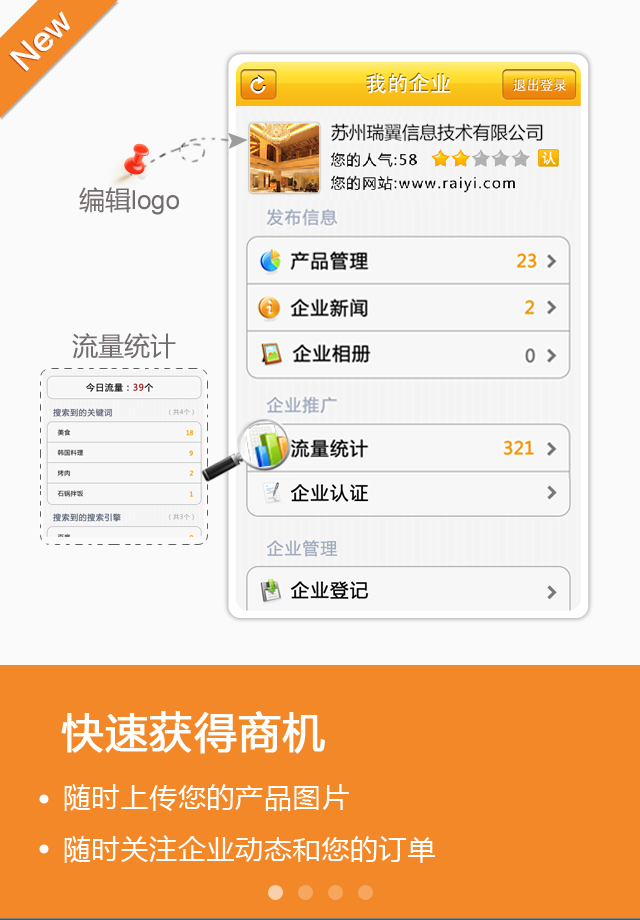 New
我的企业
退出登录
苏州瑞翼信息技术有限公司
您的人气:58
认
您的网站:www.raiyi.com
编辑logo
发布信息
产品管理 23
企业新闻 2
企业相册 0
流量统计
今日流量：39个
搜索到的关键词 （共4个）
美食 18
韩国料理 9
烤肉 2
石锅拌饭 1
搜索到的搜索引擎 （共3个）
企业推广
流量统计 321
企业认证
企业管理
企业登记
快速获得商机
• 随时上传您的产品图片
• 随时关注企业动态和您的订单